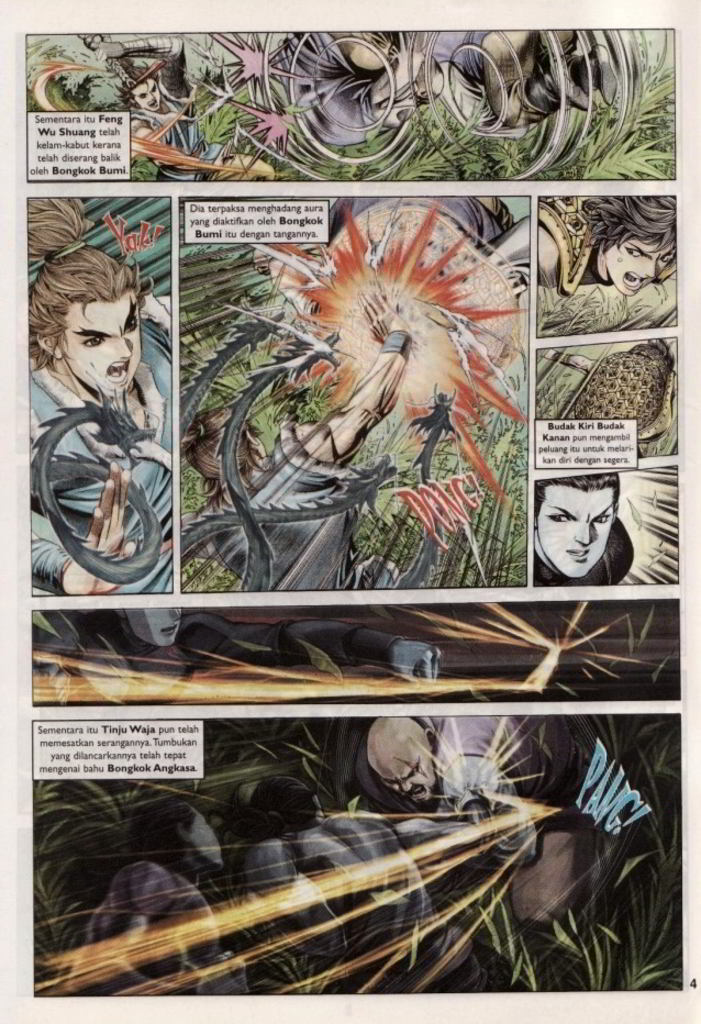 Sementara itu Feng
Wu Shuang telah
kelam-kabut kerana
telah diserang balik
oleh Bongkok Bumi.
Yak!
Dia terpaksa menghadang aura
yang diaktifkan oleh Bongkok
Bumi itu dengan tangannya.
PANG!
Budak Kiri Budak
Kanan pun mengambil
peluang itu untuk melari-
kan diri dengan segera.
Sementara itu Tinju Waja pun telah
memesatkan serangannya. Tumbukan
yang dilancarkannya telah tepat
mengenai bahu Bongkok Angkasa.
PANG!
4